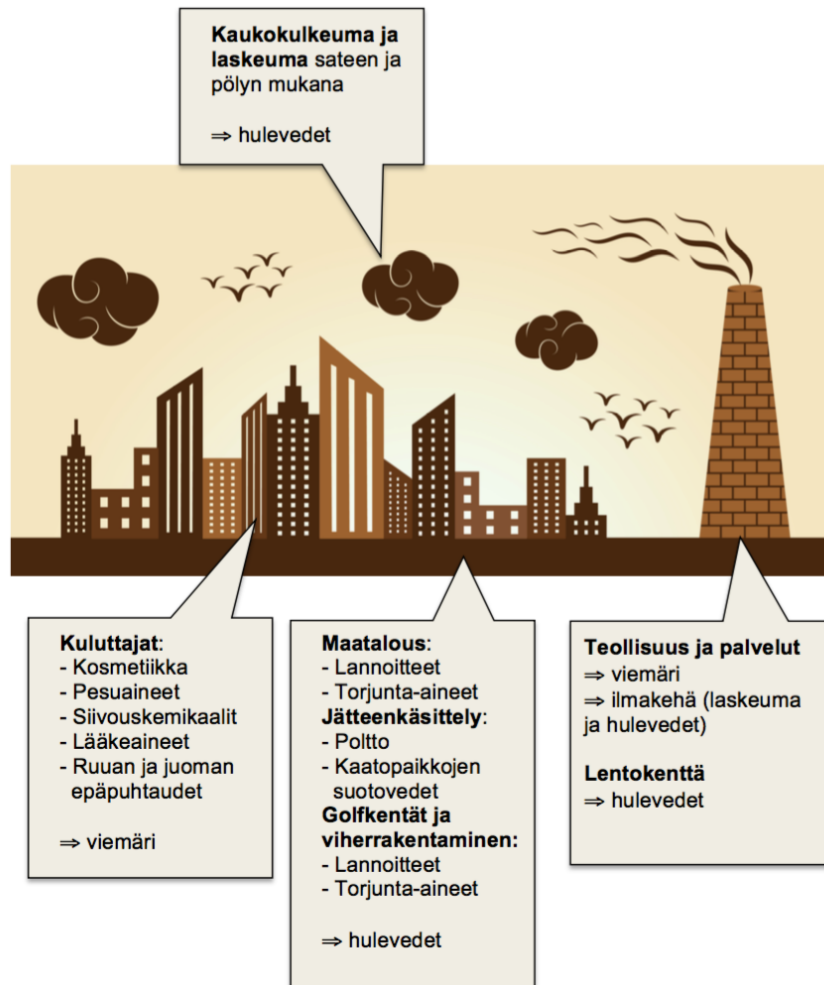 Kaukokulkeuma ja
laskeuma sateen ja
pölyn mukana
⇒ hulevedet
Kuluttajat:
- Kosmetiikka
- Pesuaineet
- Siivouskemikaalit
- Lääkeaineet
- Ruuan ja juoman
epäpuhtaudet
⇒ viemäri
Maatalous:
- Lannoitteet
- Torjunta-aineet
Jätteenkäsittely:
- Poltto
- Kaatopaikkojen
suotovedet
Golfkentät ja
viherrakentaminen:
- Lannoitteet
- Torjunta-aineet
⇒ hulevedet
Teollisuus ja palvelut
⇒ viemäri
⇒ ilmakehä (laskeuma
ja hulevedet)
Lentokenttä
⇒ hulevedet